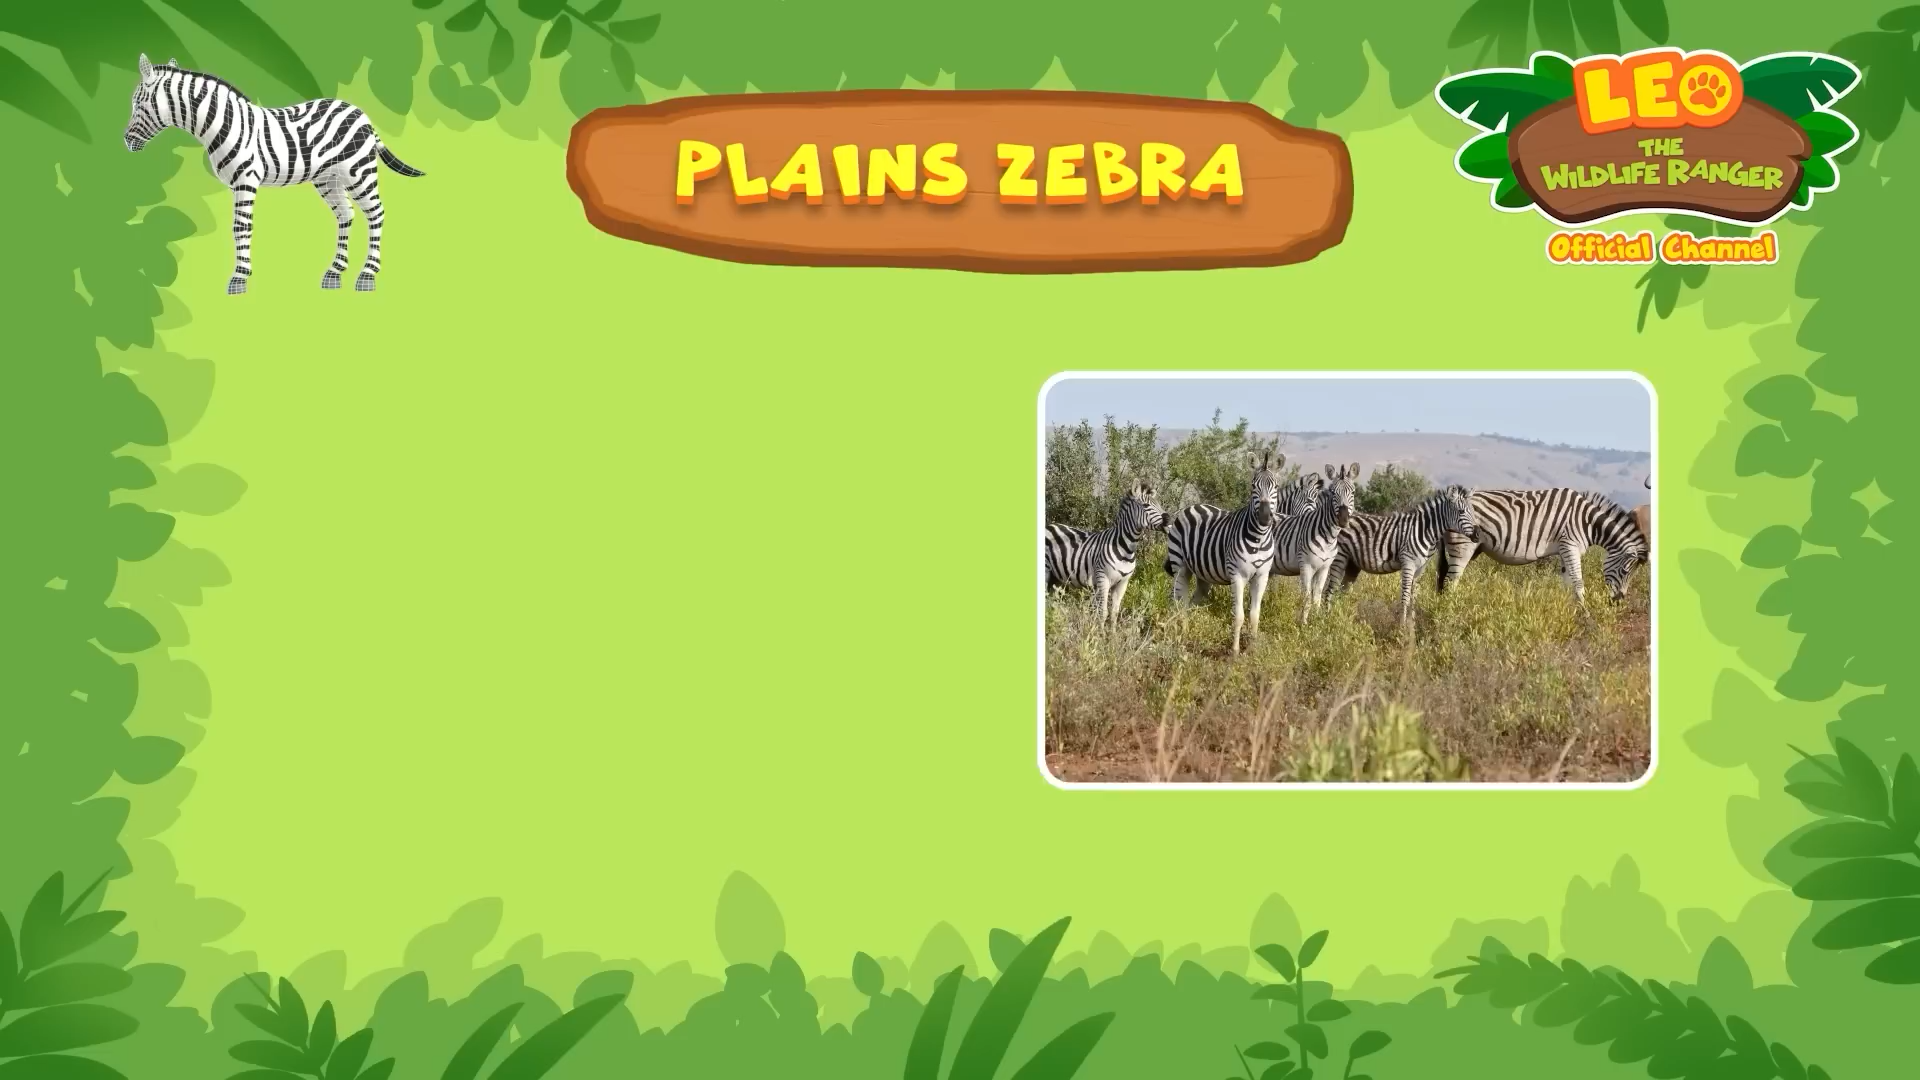 PLAINS ZEBRA
LEO
THE
WILDLIFE RANGER
Official Channel